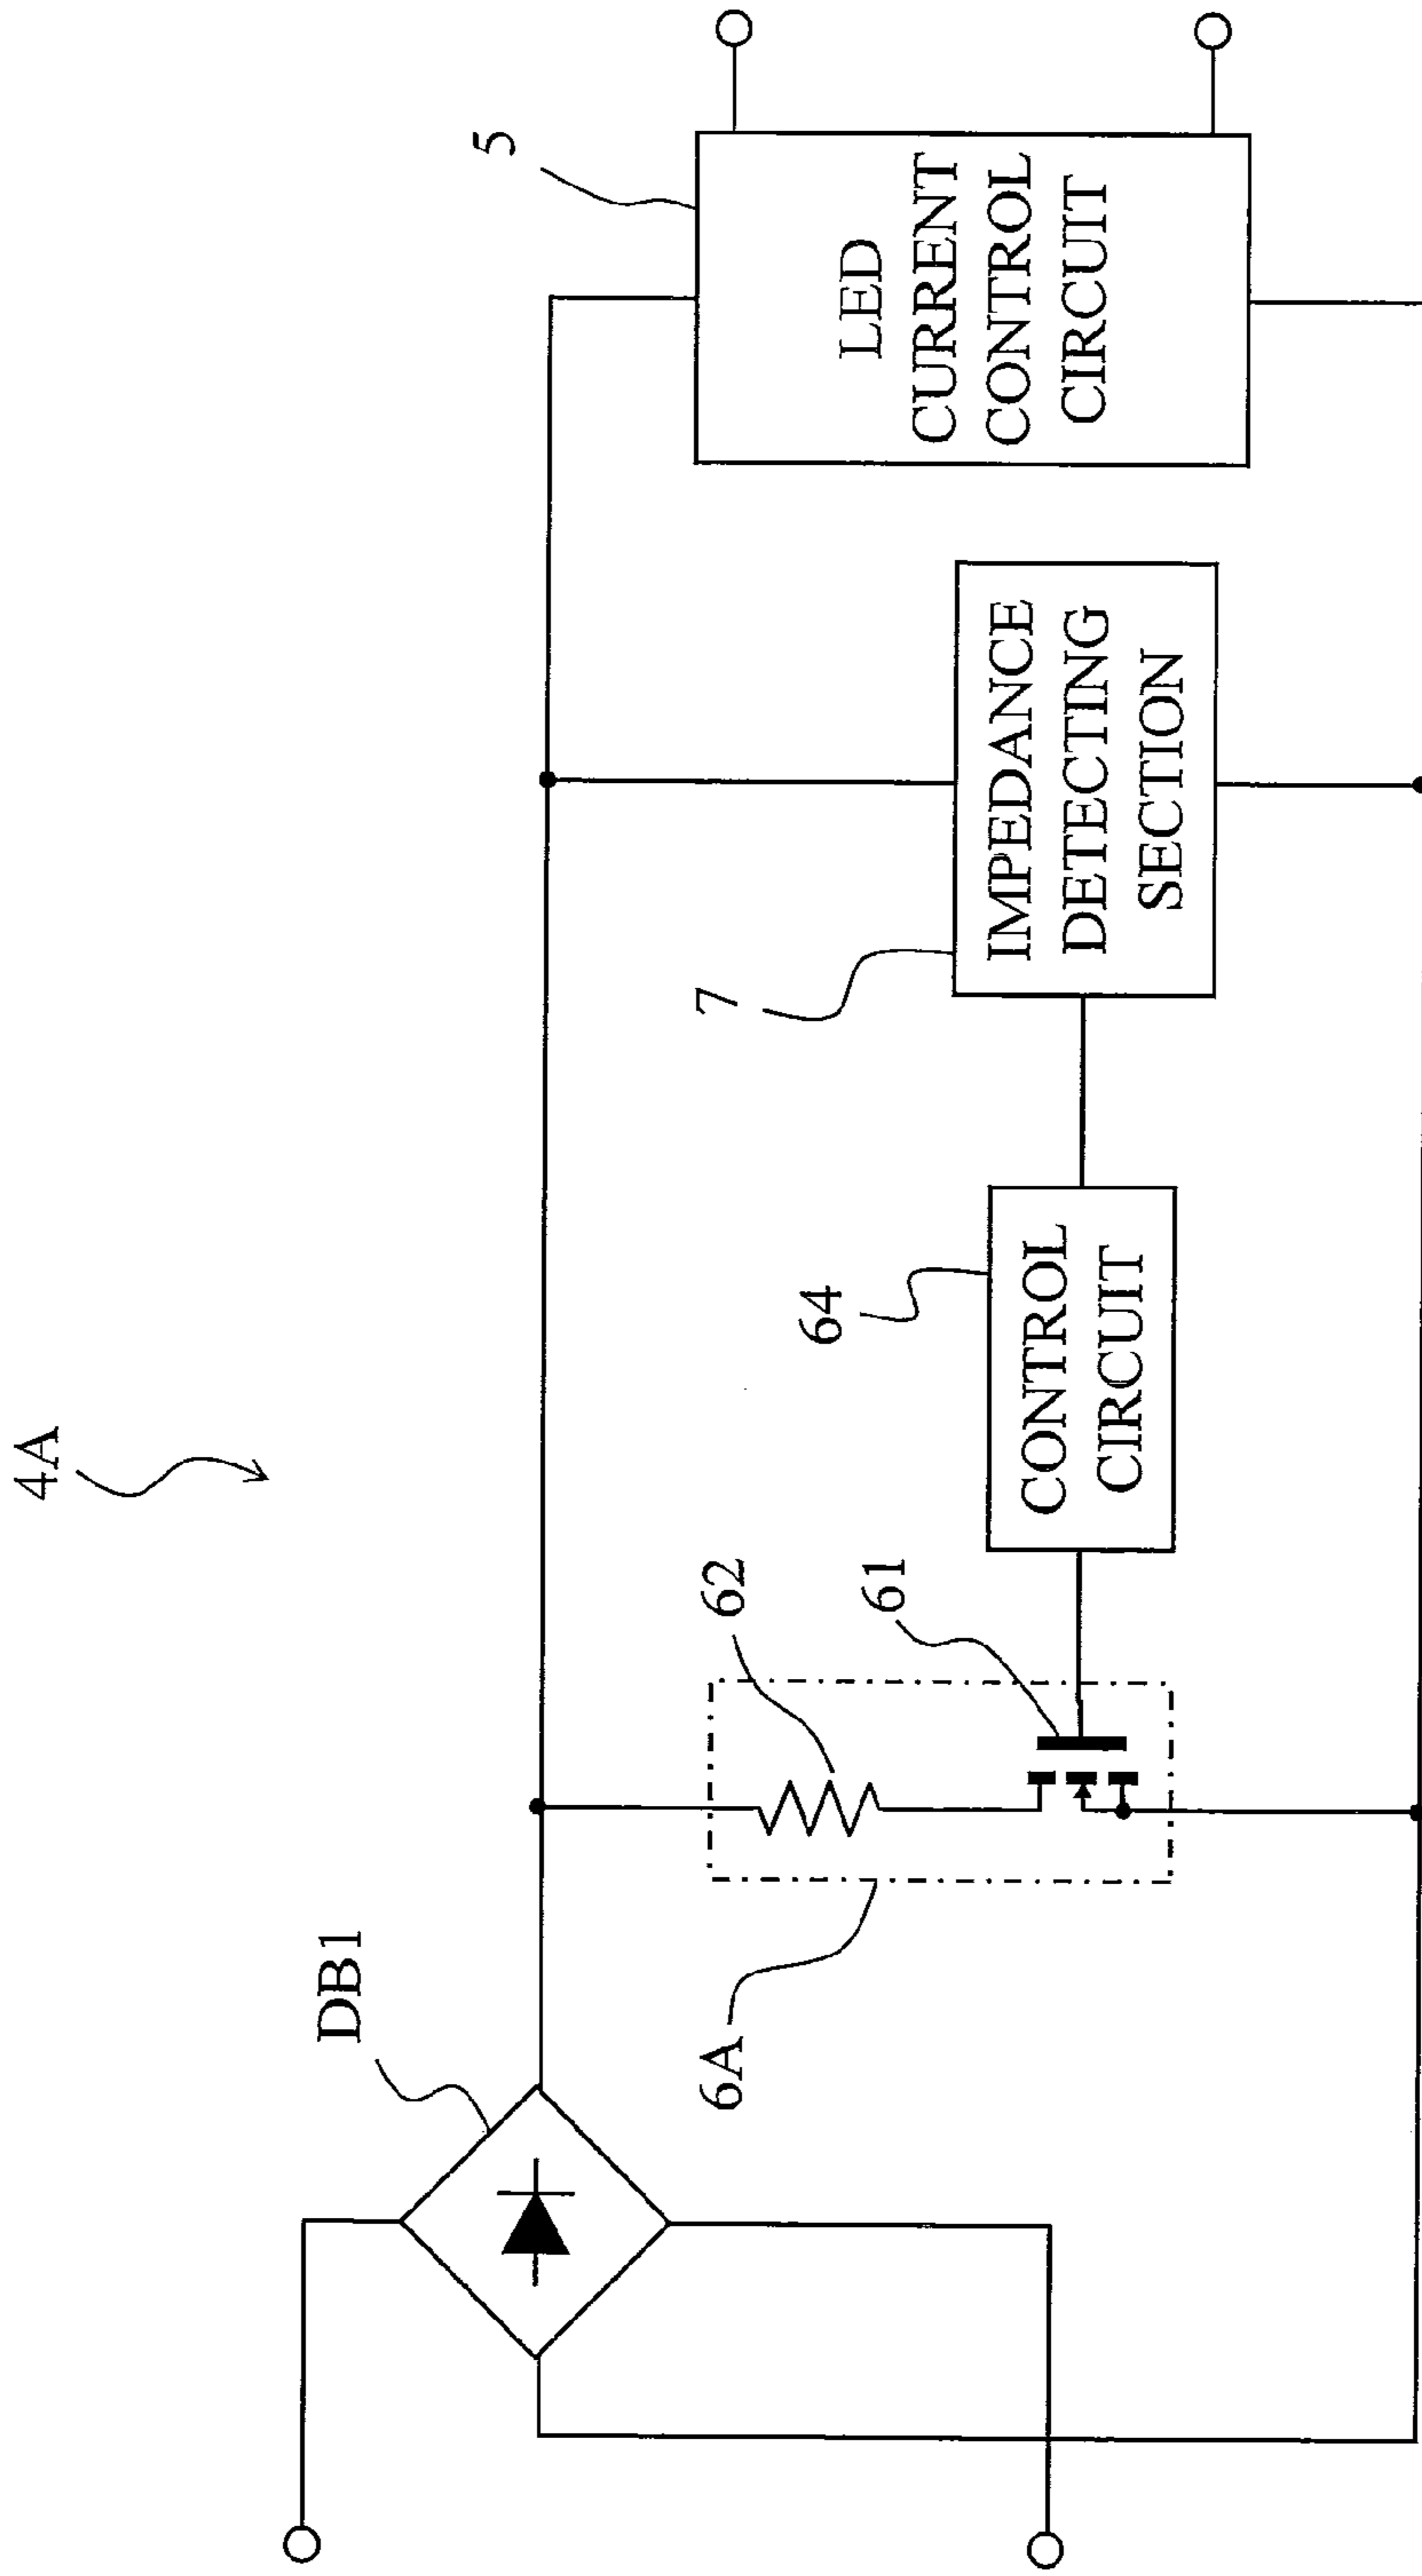 4A
DB1
6A
62
61
64
CONTROL
CIRCUIT
7
IMPEDANCE
DETECTING
SECTION
5
LED
CURRENT
CONTROL
CIRCUIT